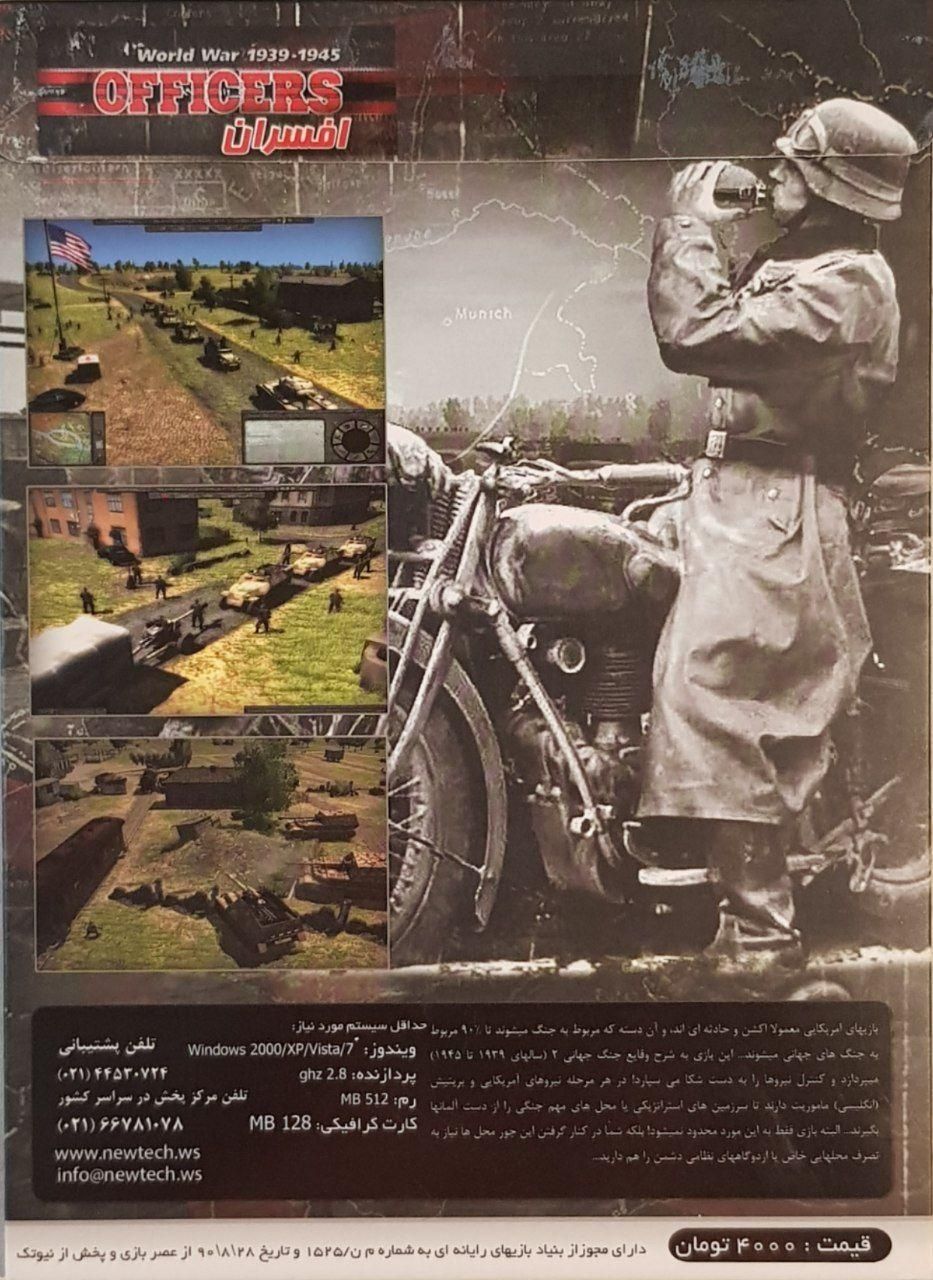 World War 1939-1945
OFFICERS
افسران
Munich
بازیهای امریکایی معمولا اکشن و حادثه ای اند، و آن دسته که مربوط به جنگ میشوند تا ۹۰% مربوط
به جنگ های جهانی میشوند... این بازی به شرح وقایع جنگ جهانی ۲ (سالهای ۱۹۳۹ تا ۱۹۴۵)
میپردازد و کنترل نیروها را به دست شکا می سپارد! در هر مرحله نیروهای آمریکایی و بریتیش
(انگلیسی) ماموریت دارند تا سرزمین های استراتژیکی یا محل های مهم جنگی را از دست آلمانها
بگیرند... البته بازی فقط به این مورد محدود نمیشود! بلکه شما در کنار گرفتن این جور محل ها نیاز به
تصرف محلهایی خاص یا اردوگاههای نظامی دشمن را هم دارید...
حداقل سیستم مورد نیاز:
ویندوز: Windows 2000/XP/Vista/7
پردازنده: 2.8 ghz
رم: 512 MB
کارت گرافیکی: 128 MB
تلفن پشتیبانی
(۰۲۱) ۴۴۵۳۰۷۲۴
تلفن مرکز پخش در سراسر کشور
(۰۲۱) ۶۶۷۸۱۰۷۸
www.newtech.ws
info@newtech.ws
قیمت : ۴۰۰۰ تومان
دارای مجوز از بنیاد بازیهای رایانه ای به شماره م ن/۱۵۲۵ و تاریخ ۹۰\۸\۲۸ از عصر بازی و پخش از نیوتک